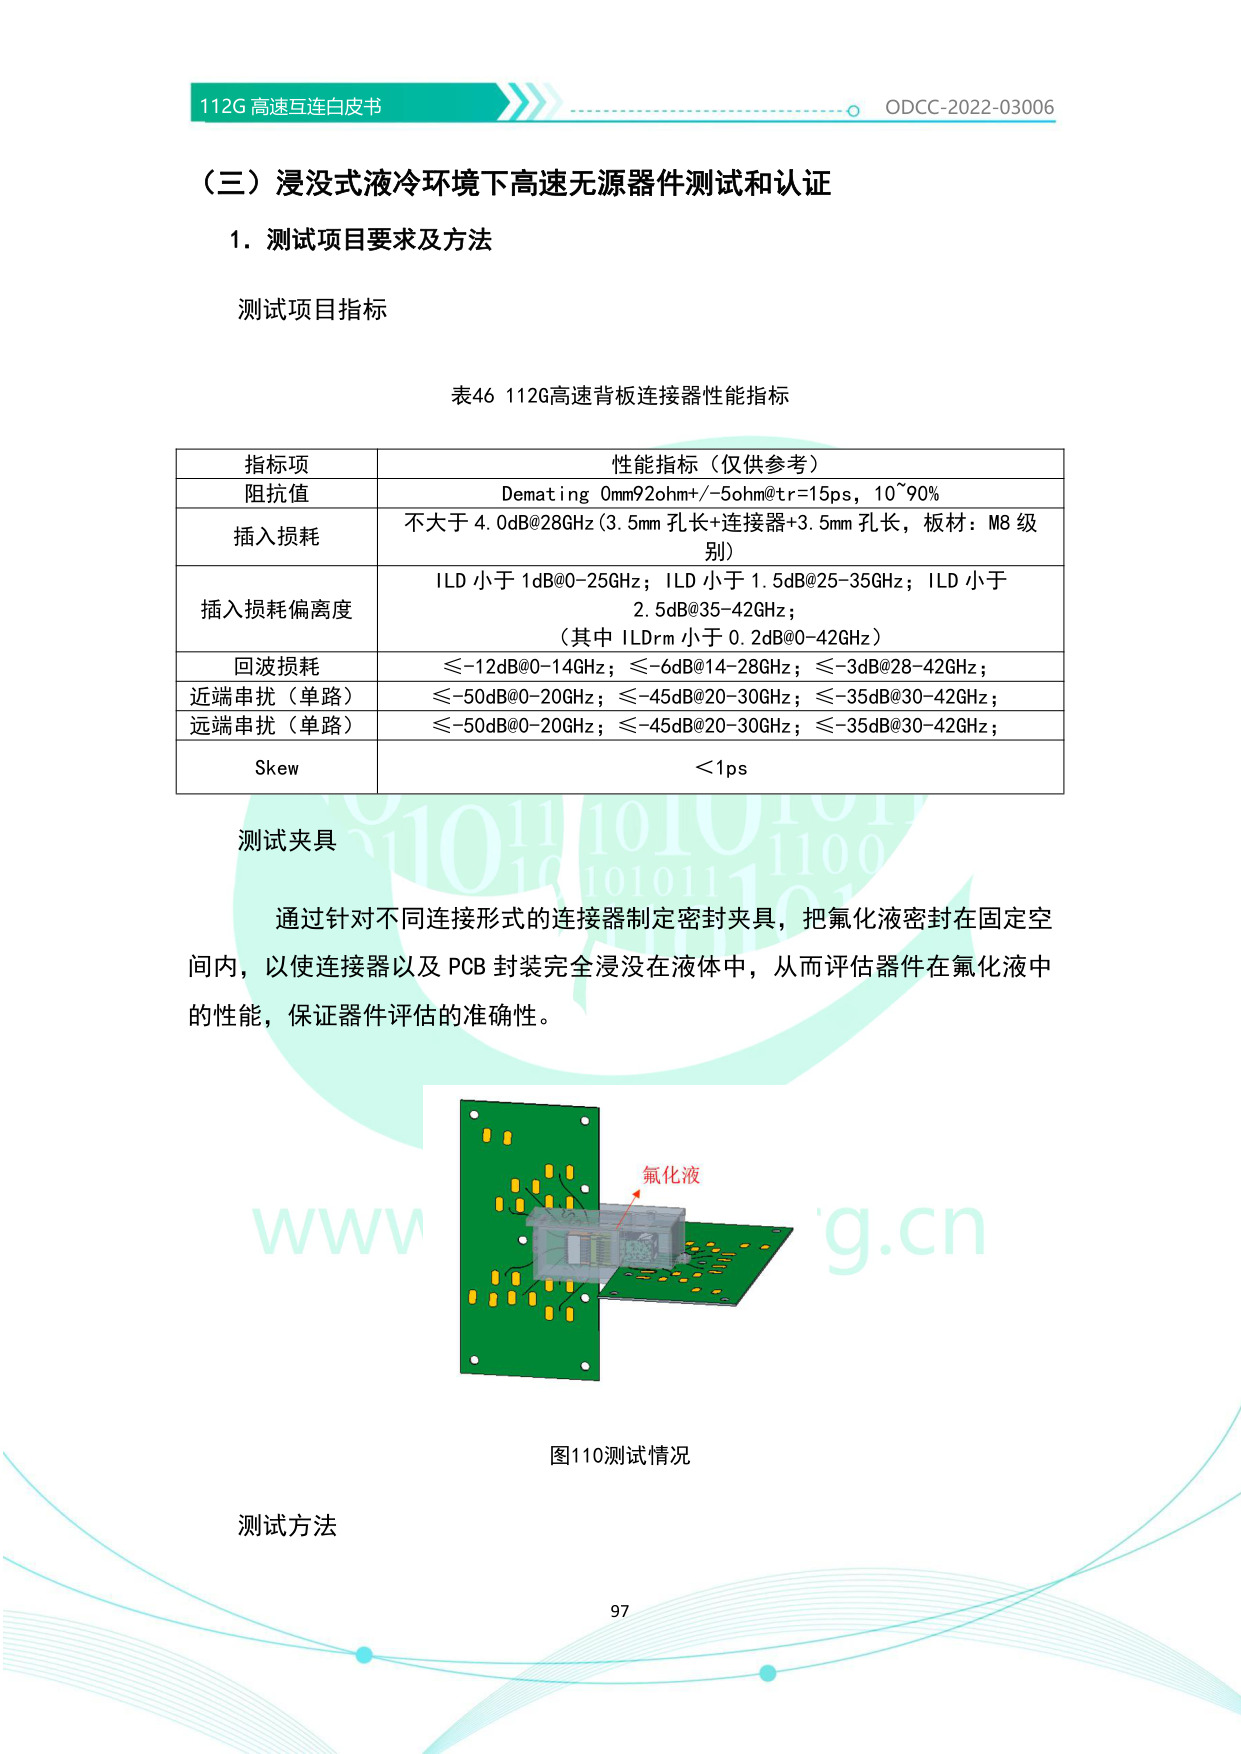 112G 高速互连白皮书
ODCC-2022-03006
（三）浸没式液冷环境下高速无源器件测试和认证
1. 测试项目要求及方法
测试项目指标
表46 112G高速背板连接器性能指标
指标项 性能指标（仅供参考）
阻抗值 Demating 0mm92ohm+/-5ohm@tr=15ps, 10~90%
插入损耗 不大于 4.0dB@28GHz(3.5mm 孔长+连接器+3.5mm 孔长，板材：M8 级
别)
插入损耗偏离度 ILD 小于 1dB@0-25GHz；ILD 小于 1.5dB@25-35GHz；ILD 小于
2.5dB@35-42GHz；
（其中 ILDrm 小于 0.2dB@0-42GHz）
回波损耗 ≤-12dB@0-14GHz；≤-6dB@14-28GHz；≤-3dB@28-42GHz；
近端串扰（单路） ≤-50dB@0-20GHz；≤-45dB@20-30GHz；≤-35dB@30-42GHz；
远端串扰（单路） ≤-50dB@0-20GHz；≤-45dB@20-30GHz；≤-35dB@30-42GHz；
Skew ＜1ps
测试夹具
通过针对不同连接形式的连接器制定密封夹具，把氟化液密封在固定空
间内，以使连接器以及 PCB 封装完全浸没在液体中，从而评估器件在氟化液中
的性能，保证器件评估的准确性。
氟化液
www
g.cn
图110测试情况
测试方法
97